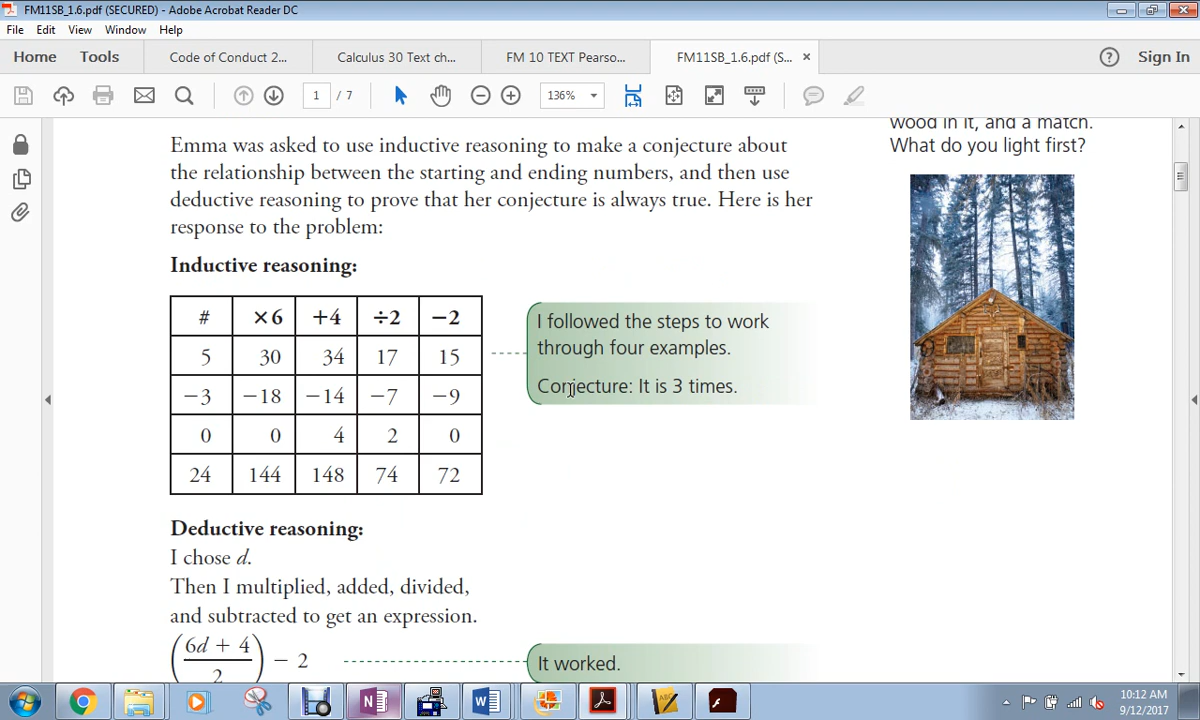 FM11SB_1.6.pdf (SECURED) - Adobe Acrobat Reader DC
File Edit View Window Help
Home Tools Code of Conduct 2... Calculus 30 Text ch... FM 10 TEXT Pearso... FM11SB_1.6.pdf (S... × ? Sign In
1 / 7 136%
wood in it, and a match.
What do you light first?
Emma was asked to use inductive reasoning to make a conjecture about
the relationship between the starting and ending numbers, and then use
deductive reasoning to prove that her conjecture is always true. Here is her
response to the problem:
Inductive reasoning:
# ×6 +4 ÷2 −2
5 30 34 17 15
−3 −18 −14 −7 −9
0 0 4 2 0
24 144 148 74 72
I followed the steps to work
through four examples.
Conjecture: It is 3 times.
Deductive reasoning:
I chose d.
Then I multiplied, added, divided,
and subtracted to get an expression.
(6d + 4 / 2) − 2
It worked.
10:12 AM
9/12/2017